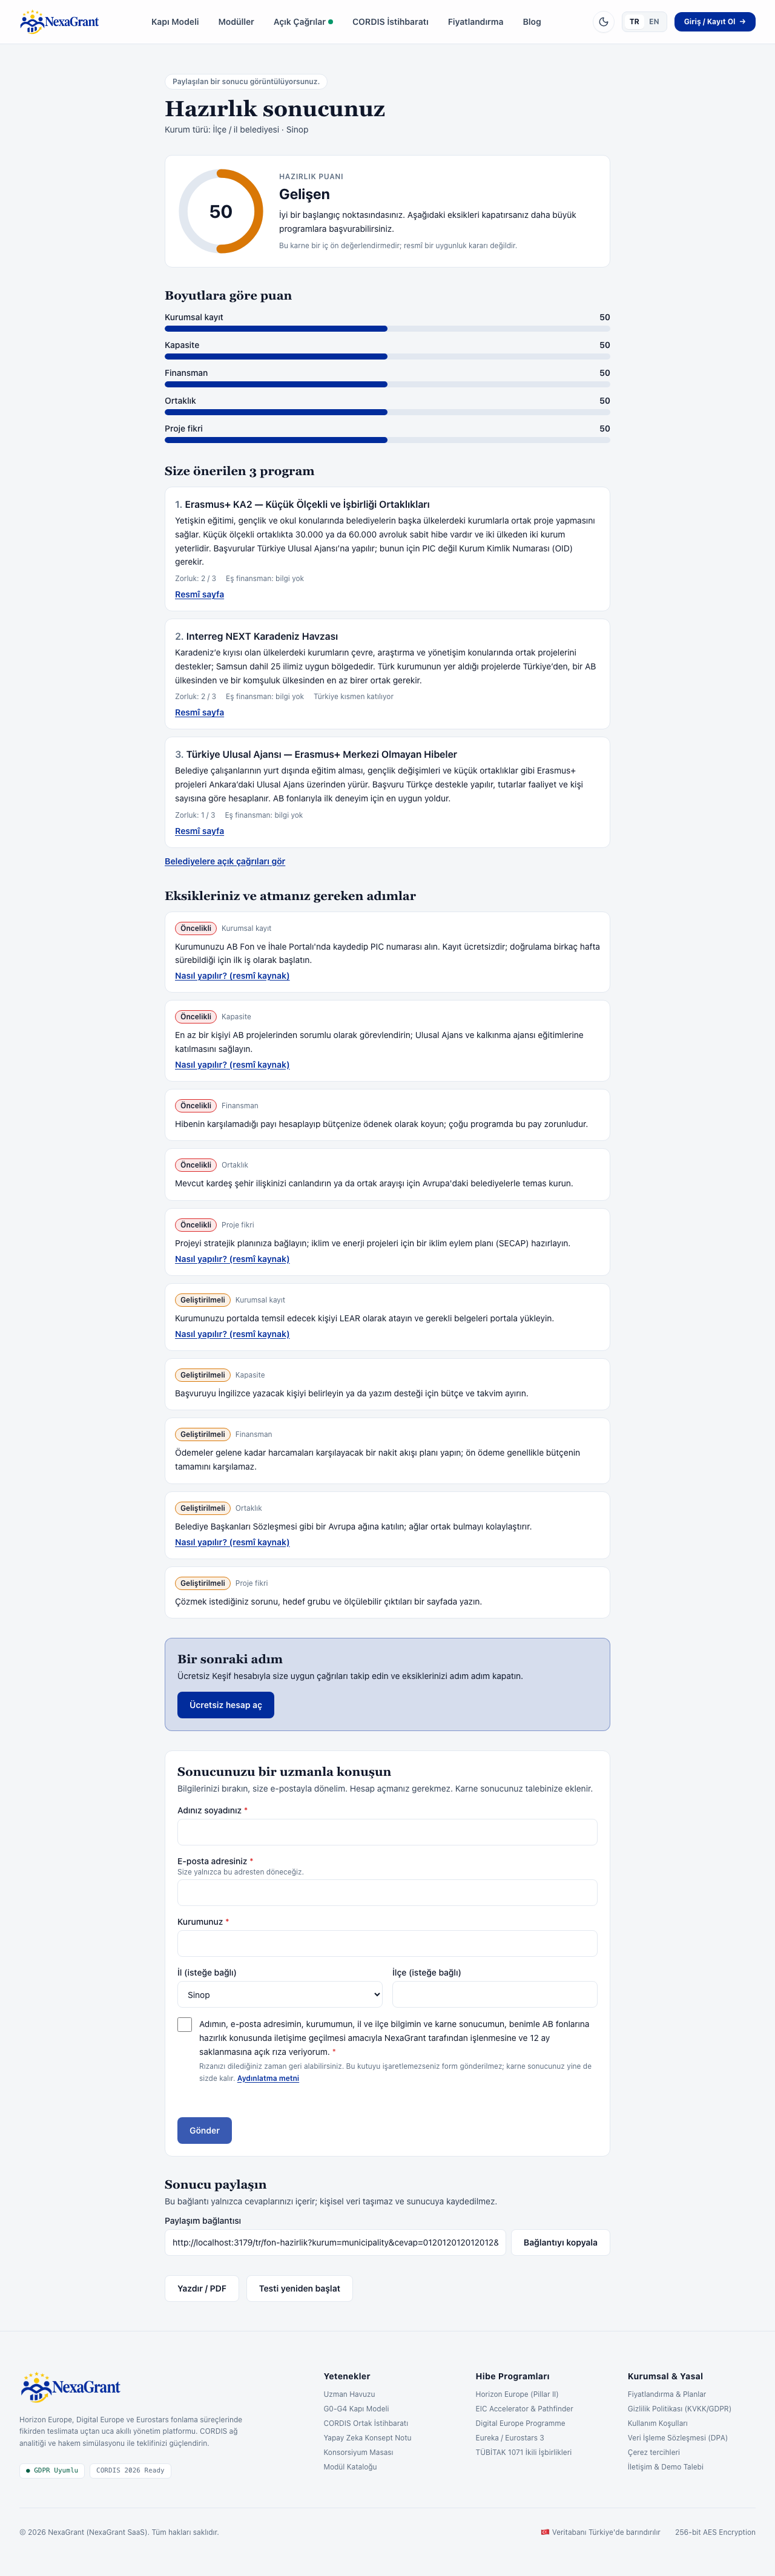 NexaGrant
Kapı Modeli
Modüller
Açık Çağrılar
CORDIS İstihbaratı
Fiyatlandırma
Blog
TR
EN
Giriş / Kayıt Ol →
Paylaşılan bir sonucu görüntülüyorsunuz.
Hazırlık sonucunuz
Kurum türü: İlçe / il belediyesi · Sinop
50
HAZIRLIK PUANI
Gelişen
İyi bir başlangıç noktasındasınız. Aşağıdaki eksikleri kapatırsanız daha büyük
programlara başvurabilirsiniz.
Bu karne bir iç ön değerlendirmedir; resmî bir uygunluk kararı değildir.
Boyutlara göre puan
Kurumsal kayıt 50
Kapasite 50
Finansman 50
Ortaklık 50
Proje fikri 50
Size önerilen 3 program
1. Erasmus+ KA2 — Küçük Ölçekli ve İşbirliği Ortaklıkları
Yetişkin eğitimi, gençlik ve okul konularında belediyelerin başka ülkelerdeki kurumlarla ortak proje yapmasını
sağlar. Küçük ölçekli ortaklıkta 30.000 ya da 60.000 avroluk sabit hibe vardır ve iki ülkeden iki kurum
yeterlidir. Başvurular Türkiye Ulusal Ajansı'na yapılır; bunun için PIC değil Kurum Kimlik Numarası (OID)
gerekir.
Zorluk: 2 / 3 Eş finansman: bilgi yok
Resmî sayfa
2. Interreg NEXT Karadeniz Havzası
Karadeniz'e kıyısı olan ülkelerdeki kurumların çevre, araştırma ve yönetişim konularında ortak projelerini
destekler; Samsun dahil 25 ilimiz uygun bölgededir. Türk kurumunun yer aldığı projelerde Türkiye'den, bir AB
ülkesinden ve bir komşuluk ülkesinden en az birer ortak gerekir.
Zorluk: 2 / 3 Eş finansman: bilgi yok Türkiye kısmen katılıyor
Resmî sayfa
3. Türkiye Ulusal Ajansı — Erasmus+ Merkezi Olmayan Hibeler
Belediye çalışanlarının yurt dışında eğitim alması, gençlik değişimleri ve küçük ortaklıklar gibi Erasmus+
projeleri Ankara'daki Ulusal Ajans üzerinden yürür. Başvuru Türkçe destekle yapılır, tutarlar faaliyet ve kişi
sayısına göre hesaplanır. AB fonlarıyla ilk deneyim için en uygun yoldur.
Zorluk: 1 / 3 Eş finansman: bilgi yok
Resmî sayfa
Belediyelere açık çağrıları gör
Eksikleriniz ve atmanız gereken adımlar
Öncelikli Kurumsal kayıt
Kurumunuzu AB Fon ve İhale Portalı'nda kaydedip PIC numarası alın. Kayıt ücretsizdir; doğrulama birkaç hafta
sürebildiği için ilk iş olarak başlatın.
Nasıl yapılır? (resmî kaynak)
Öncelikli Kapasite
En az bir kişiyi AB projelerinden sorumlu olarak görevlendirin; Ulusal Ajans ve kalkınma ajansı eğitimlerine
katılmasını sağlayın.
Nasıl yapılır? (resmî kaynak)
Öncelikli Finansman
Hibenin karşılamadığı payı hesaplayıp bütçenize ödenek olarak koyun; çoğu programda bu pay zorunludur.
Öncelikli Ortaklık
Mevcut kardeş şehir ilişkinizi canlandırın ya da ortak arayışı için Avrupa'daki belediyelerle temas kurun.
Öncelikli Proje fikri
Projeyi stratejik planınıza bağlayın; iklim ve enerji projeleri için bir iklim eylem planı (SECAP) hazırlayın.
Nasıl yapılır? (resmî kaynak)
Geliştirilmeli Kurumsal kayıt
Kurumunuzu portalda temsil edecek kişiyi LEAR olarak atayın ve gerekli belgeleri portala yükleyin.
Nasıl yapılır? (resmî kaynak)
Geliştirilmeli Kapasite
Başvuruyu İngilizce yazacak kişiyi belirleyin ya da yazım desteği için bütçe ve takvim ayırın.
Geliştirilmeli Finansman
Ödemeler gelene kadar harcamaları karşılayacak bir nakit akışı planı yapın; ön ödeme genellikle bütçenin
tamamını karşılamaz.
Geliştirilmeli Ortaklık
Belediye Başkanları Sözleşmesi gibi bir Avrupa ağına katılın; ağlar ortak bulmayı kolaylaştırır.
Nasıl yapılır? (resmî kaynak)
Geliştirilmeli Proje fikri
Çözmek istediğiniz sorunu, hedef grubu ve ölçülebilir çıktıları bir sayfada yazın.
Bir sonraki adım
Ücretsiz Keşif hesabıyla size uygun çağrıları takip edin ve eksiklerinizi adım adım kapatın.
Ücretsiz hesap aç
Sonucunuzu bir uzmanla konuşun
Bilgilerinizi bırakın, size e-postayla dönelim. Hesap açmanız gerekmez. Karne sonucunuz talebinize eklenir.
Adınız soyadınız *
E-posta adresiniz *
Size yalnızca bu adresten döneceğiz.
Kurumunuz *
İl (isteğe bağlı) İlçe (isteğe bağlı)
Sinop
Adımın, e-posta adresimin, kurumumun, il ve ilçe bilgimin ve karne sonucumun, benimle AB fonlarına
hazırlık konusunda iletişime geçilmesi amacıyla NexaGrant tarafından işlenmesine ve 12 ay
saklanmasına açık rıza veriyorum. *
Rızanızı dilediğiniz zaman geri alabilirsiniz. Bu kutuyu işaretlemezseniz form gönderilmez; karne sonucunuz yine de
sizde kalır. Aydınlatma metni
Gönder
Sonucu paylaşın
Bu bağlantı yalnızca cevaplarınızı içerir; kişisel veri taşımaz ve sunucuya kaydedilmez.
Paylaşım bağlantısı
http://localhost:3179/tr/fon-hazirlik?kurum=municipality&cevap=012012012012012&
Bağlantıyı kopyala
Yazdır / PDF
Testi yeniden başlat
NexaGrant
Horizon Europe, Digital Europe ve Eurostars fonlama süreçlerinde
fikirden teslimata uçtan uca akıllı yönetim platformu. CORDIS ağ
analitiği ve hakem simülasyonu ile teklifinizi güçlendirin.
GDPR Uyumlu
CORDIS 2026 Ready
Yetenekler
Uzman Havuzu
G0-G4 Kapı Modeli
CORDIS Ortak İstihbaratı
Yapay Zeka Konsept Notu
Konsorsiyum Masası
Modül Kataloğu
Hibe Programları
Horizon Europe (Pillar II)
EIC Accelerator & Pathfinder
Digital Europe Programme
Eureka / Eurostars 3
TÜBİTAK 1071 İkili İşbirlikleri
Kurumsal & Yasal
Fiyatlandırma & Planlar
Gizlilik Politikası (KVKK/GDPR)
Kullanım Koşulları
Veri İşleme Sözleşmesi (DPA)
Çerez tercihleri
İletişim & Demo Talebi
© 2026 NexaGrant (NexaGrant SaaS). Tüm hakları saklıdır.
Veritabanı Türkiye'de barındırılır
256-bit AES Encryption